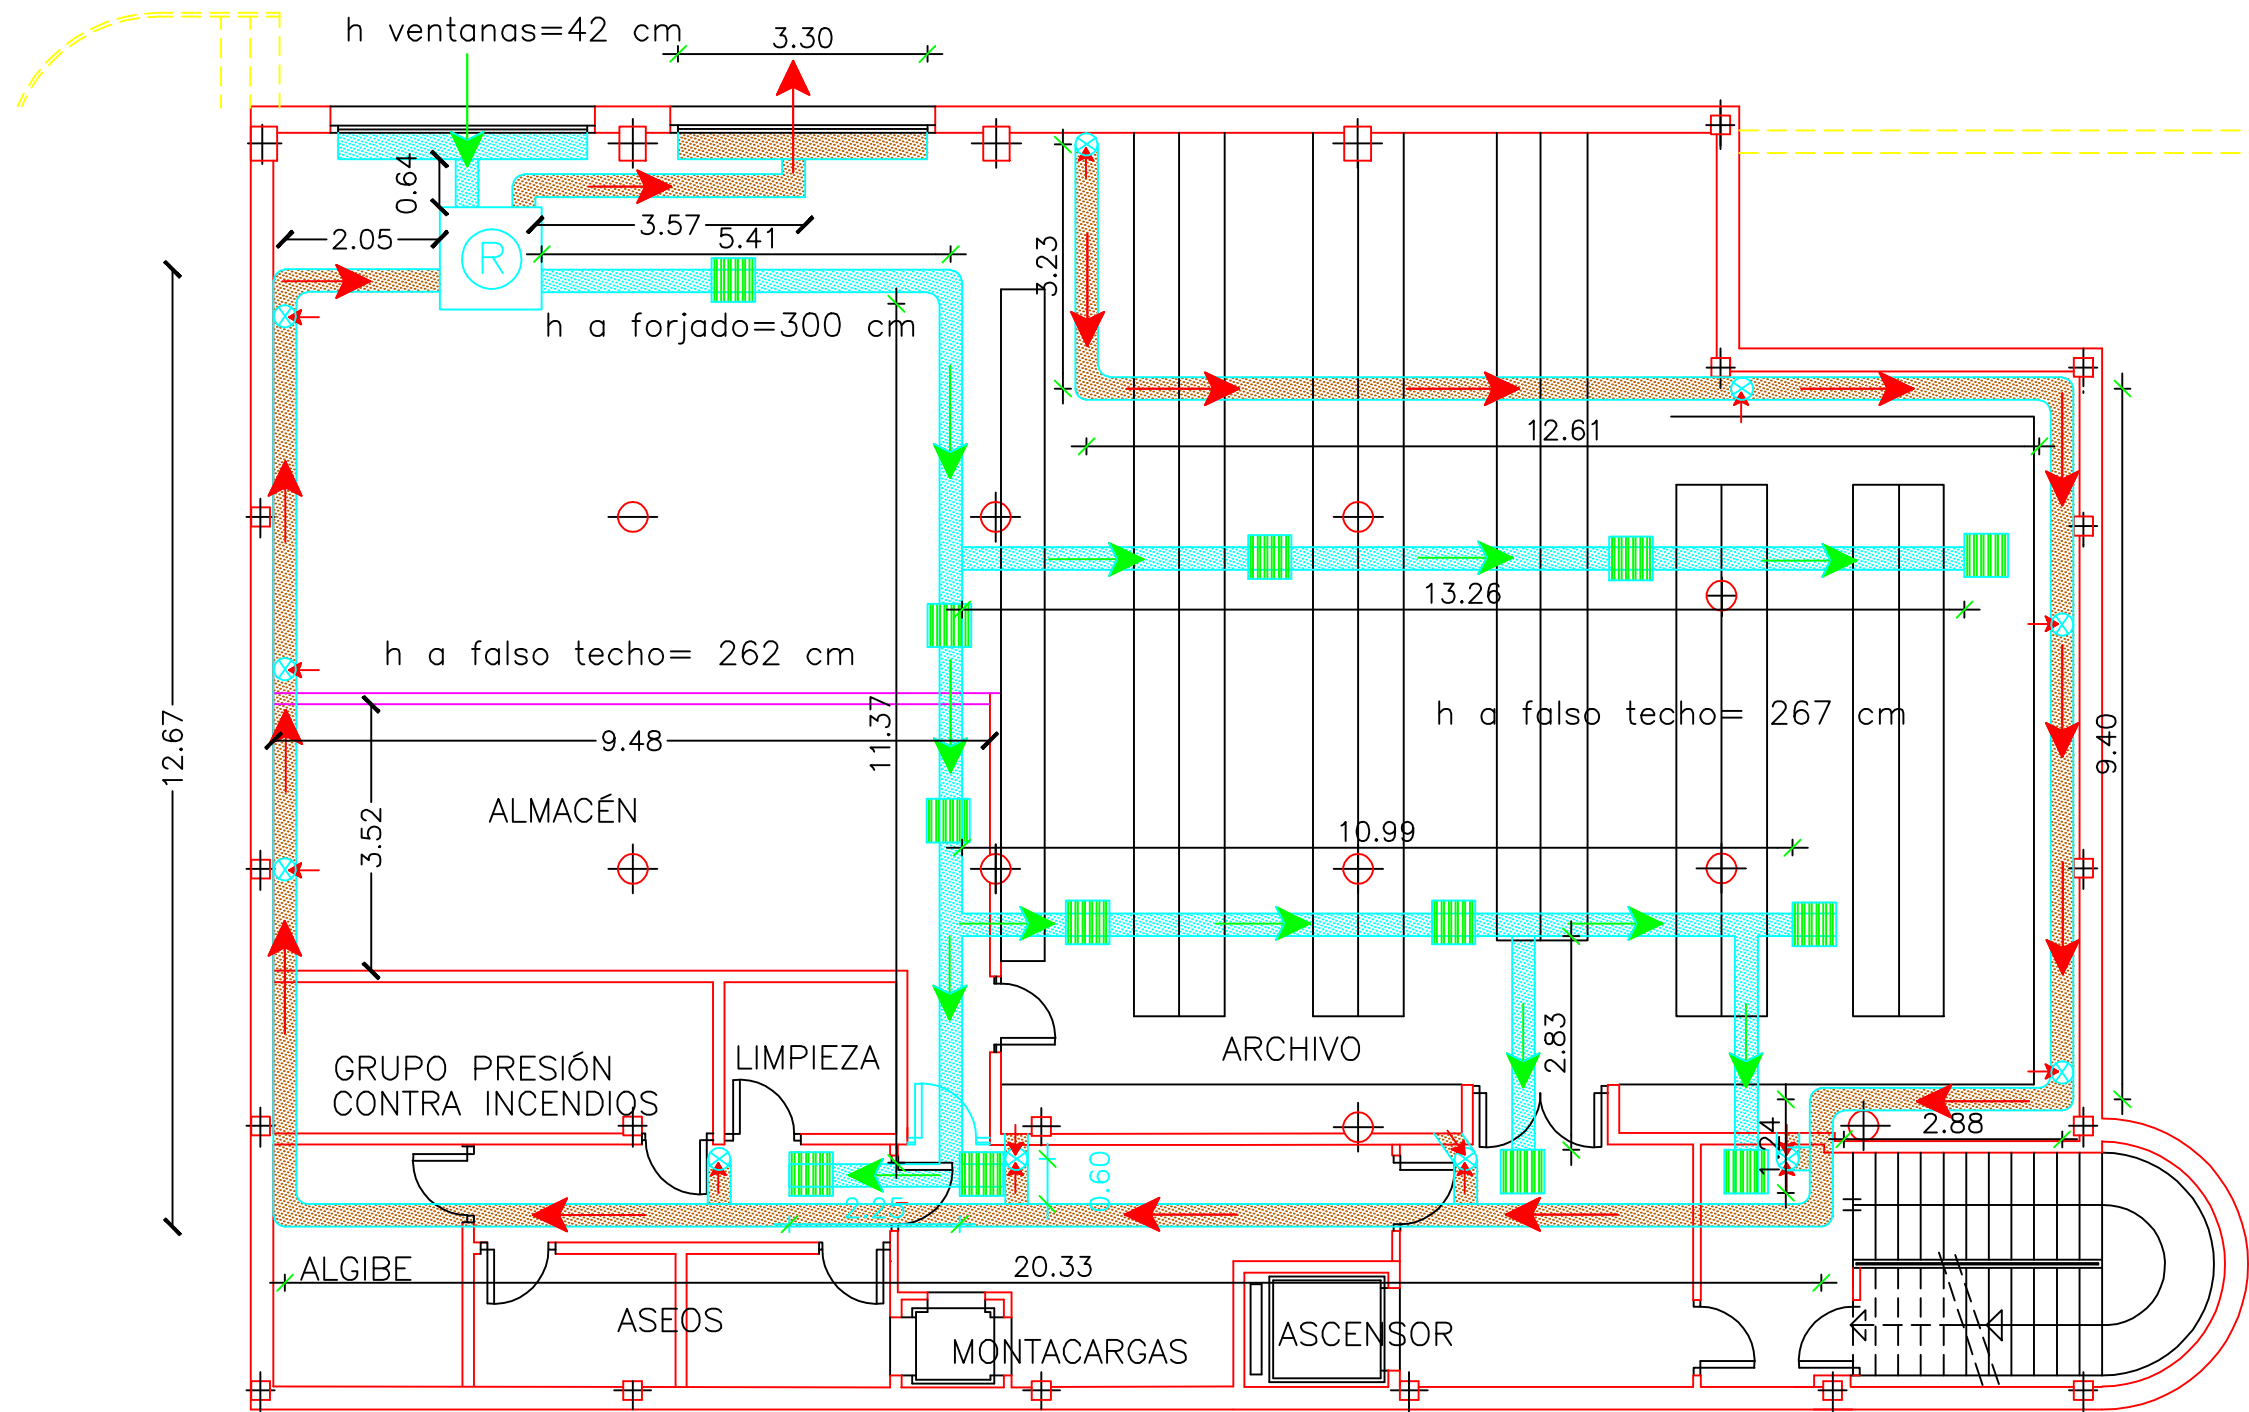 h ventanas=42 cm
3.30
0.64
2.05
3.57
5.41
R
3.23
h a forjado=300 cm
12.61
13.26
h a falso techo= 262 cm
h a falso techo= 267 cm
12.67
9.48
11.37
9.40
3.52
ALMACÉN
10.99
2.83
ARCHIVO
LIMPIEZA
GRUPO PRESIÓN
CONTRA INCENDIOS
2.88
1.24
0.60
2.25
ALGIBE
20.33
ASEOS
MONTACARGAS
ASCENSOR